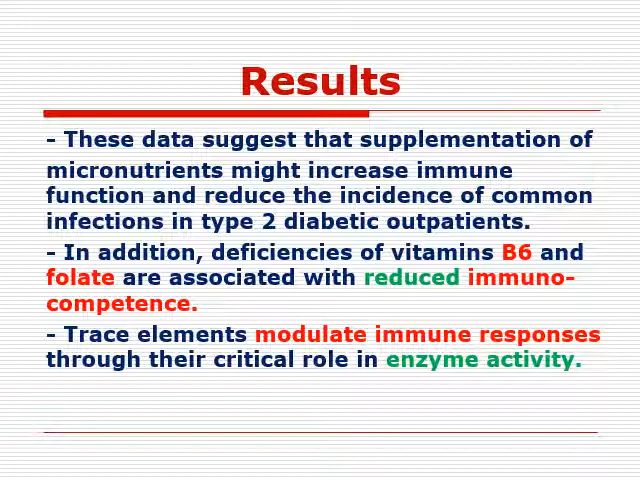 Results
– These data suggest that supplementation of
micronutrients might increase immune
function and reduce the incidence of common
infections in type 2 diabetic outpatients.
– In addition, deficiencies of vitamins B6 and
folate are associated with reduced immuno-
competence.
– Trace elements modulate immune responses
through their critical role in enzyme activity.